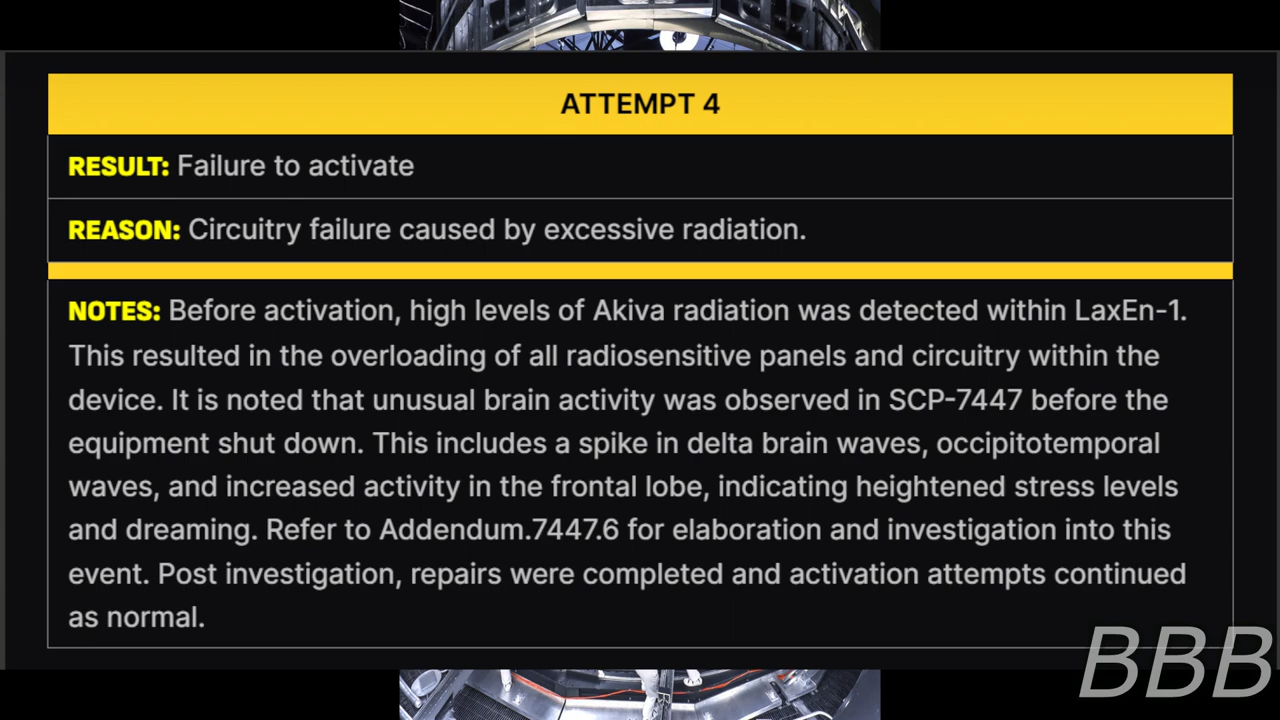 ATTEMPT 4
RESULT: Failure to activate
REASON: Circuitry failure caused by excessive radiation.
NOTES: Before activation, high levels of Akiva radiation was detected within LaxEn-1.
This resulted in the overloading of all radiosensitive panels and circuitry within the
device. It is noted that unusual brain activity was observed in SCP-7447 before the
equipment shut down. This includes a spike in delta brain waves, occipitotemporal
waves, and increased activity in the frontal lobe, indicating heightened stress levels
and dreaming. Refer to Addendum.7447.6 for elaboration and investigation into this
event. Post investigation, repairs were completed and activation attempts continued
as normal.
BBB